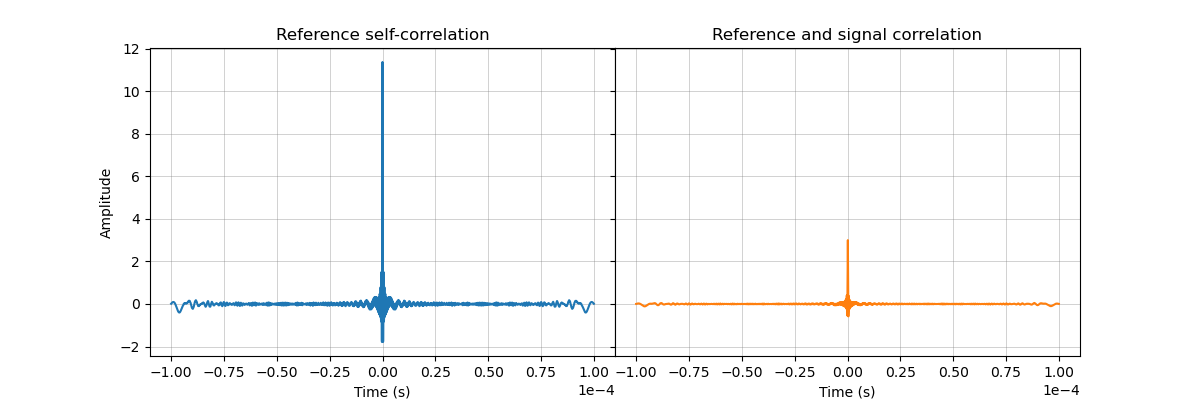 Reference self-correlation
Reference and signal correlation
12
10
8
6
4
2
0
−2
Amplitude
−1.00 −0.75 −0.50 −0.25 0.00 0.25 0.50 0.75 1.00
1e−4
Time (s)
−1.00 −0.75 −0.50 −0.25 0.00 0.25 0.50 0.75 1.00
1e−4
Time (s)